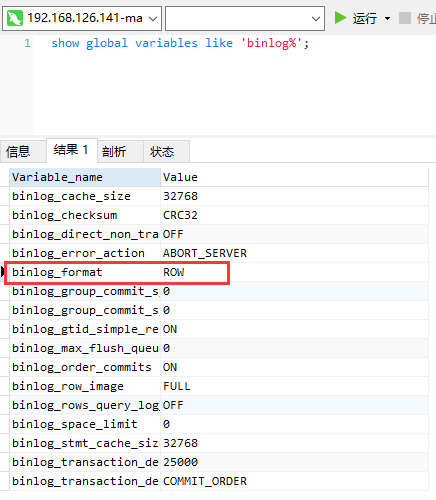 192.168.126.141-ma 运行 停止
1 show global variables like 'binlog%';
信息 结果 1 剖析 状态
Variable_name Value
binlog_cache_size 32768
binlog_checksum CRC32
binlog_direct_non_tra OFF
binlog_error_action ABORT_SERVER
binlog_format ROW
binlog_group_commit_s 0
binlog_group_commit_s 0
binlog_gtid_simple_re ON
binlog_max_flush_queu 0
binlog_order_commits ON
binlog_row_image FULL
binlog_rows_query_log OFF
binlog_space_limit 0
binlog_stmt_cache_siz 32768
binlog_transaction_de 25000
binlog_transaction_de COMMIT_ORDER